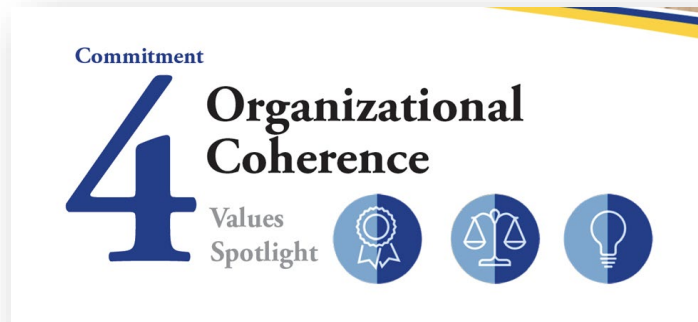 Commitment
4
Organizational
Coherence
Values
Spotlight